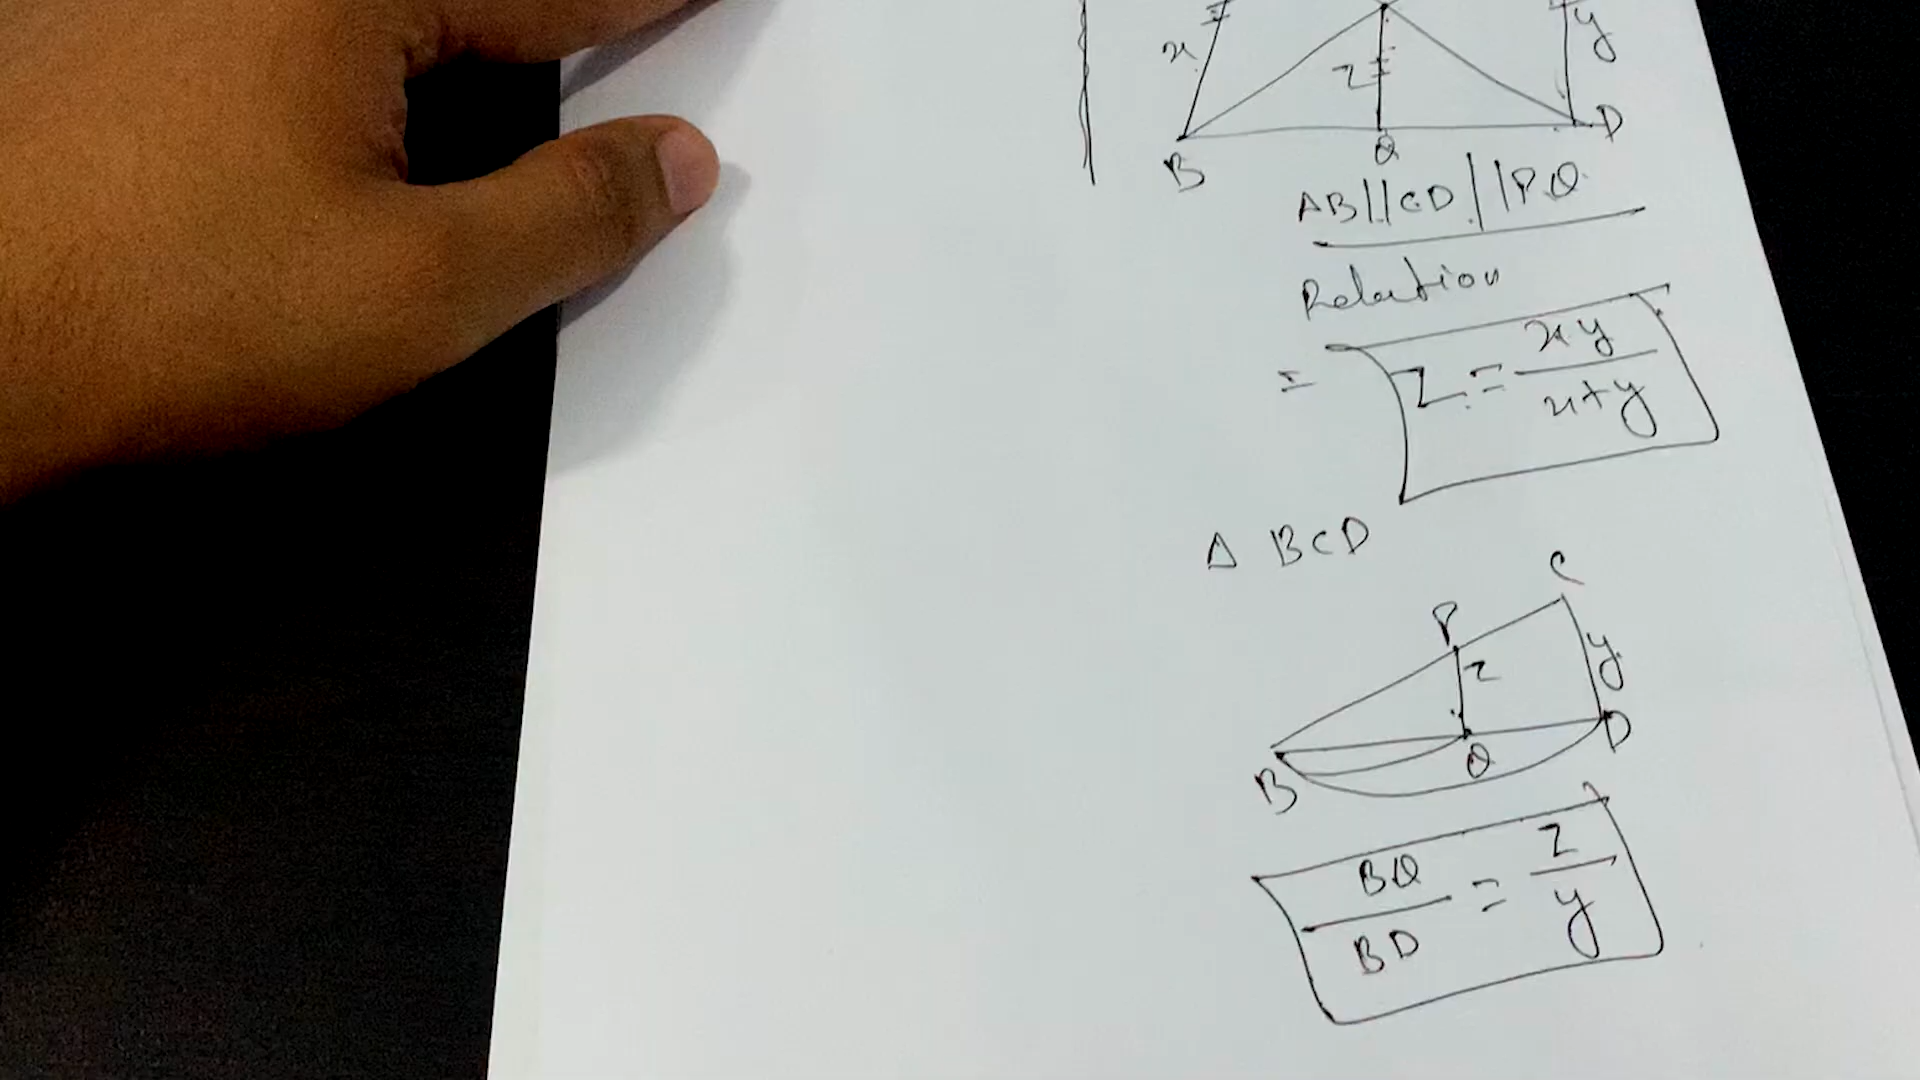 x z y
B Q D
AB||CD||PQ
Relation
= z = xy / x+y
Δ BCD
C
P
z y
B Q D
BQ / BD = z / y